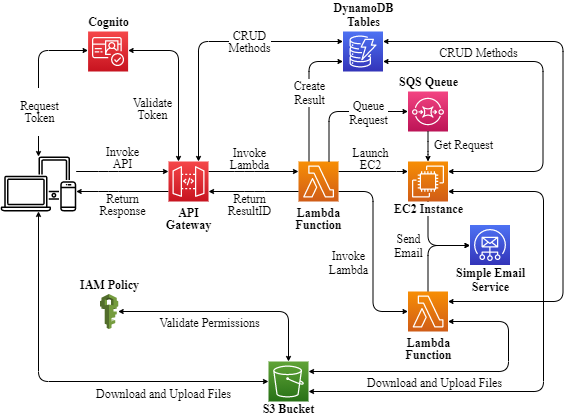 DynamoDB
Tables
Cognito
CRUD
Methods
CRUD Methods
SQS Queue
Request
Token
Validate
Token
Create
Result
Queue
Request
Get Request
Invoke
API
Invoke
Lambda
Launch
EC2
Return
Response
API
Gateway
Return
ResultID
Lambda
Function
EC2 Instance
Send
Email
Invoke
Lambda
Simple Email
Service
IAM Policy
Validate Permissions
Lambda
Function
Download and Upload Files
Download and Upload Files
S3 Bucket